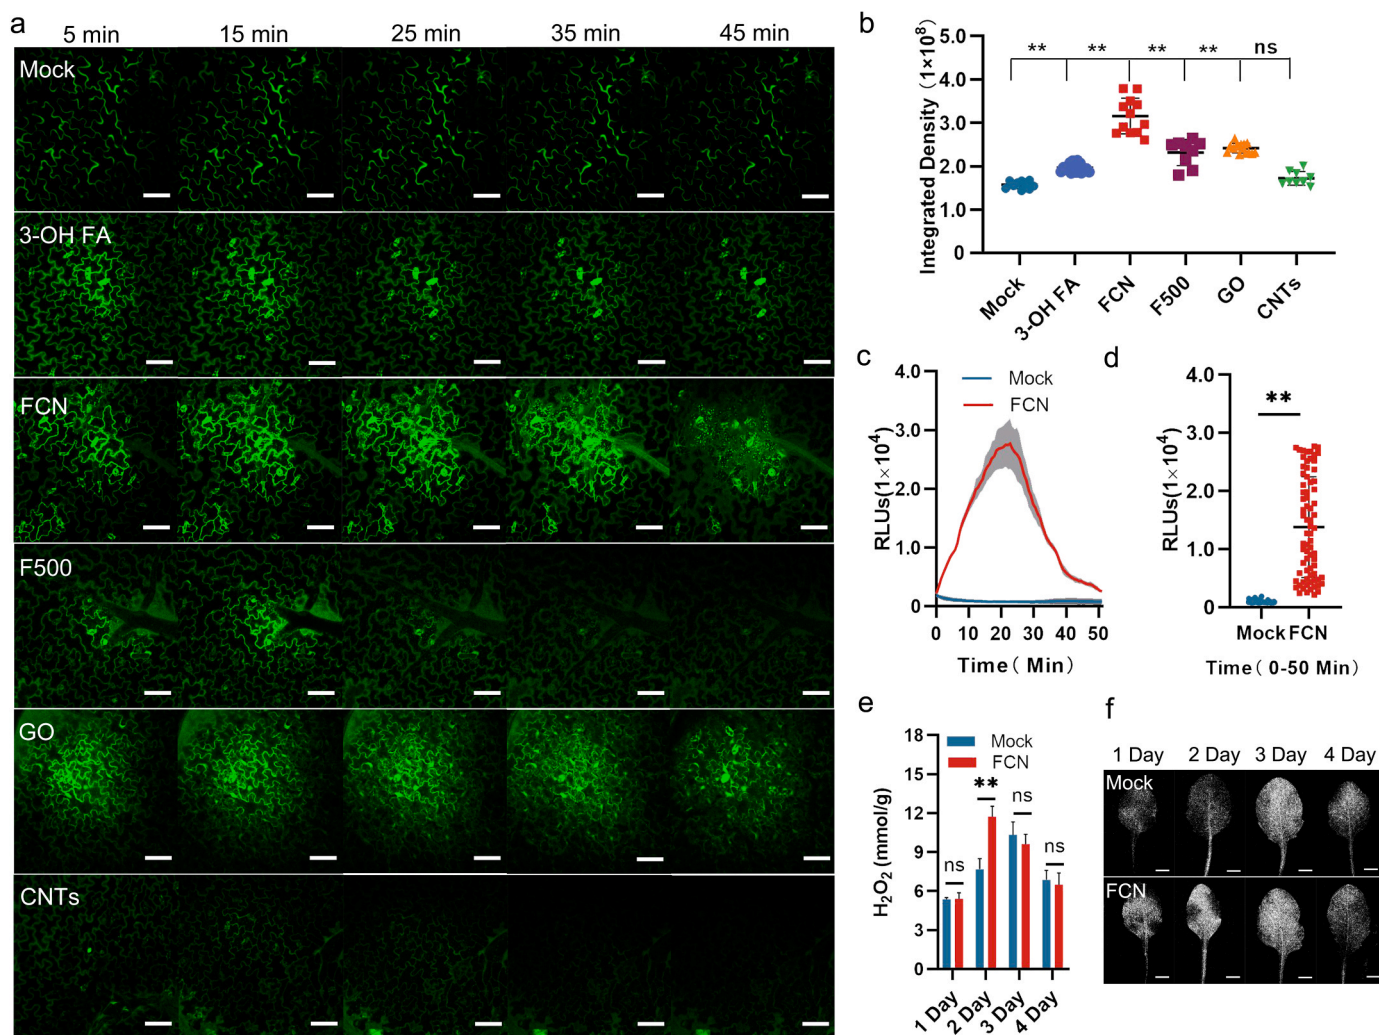 a
5 min 15 min 25 min 35 min 45 min
Mock
3-OH FA
FCN
F500
GO
CNTs
b
Integrated Density (1×10⁸)
5.0
4.0
3.0
2.0
1.0
0
** ** ** ** ns
Mock 3-OH FA FCN F500 GO CNTs
c
RLUs(1×10⁴)
4.0
3.0
2.0
1.0
0
Mock
FCN
0 10 20 30 40 50
Time( Min)
d
RLUs(1×10⁴)
4.0
3.0
2.0
1.0
0
**
Mock FCN
Time( 0-50 Min)
e
H₂O₂ (mmol/g)
18
15
12
9
6
3
0
Mock
FCN
ns ** ns ns
1 Day 2 Day 3 Day 4 Day
f
1 Day 2 Day 3 Day 4 Day
Mock
FCN